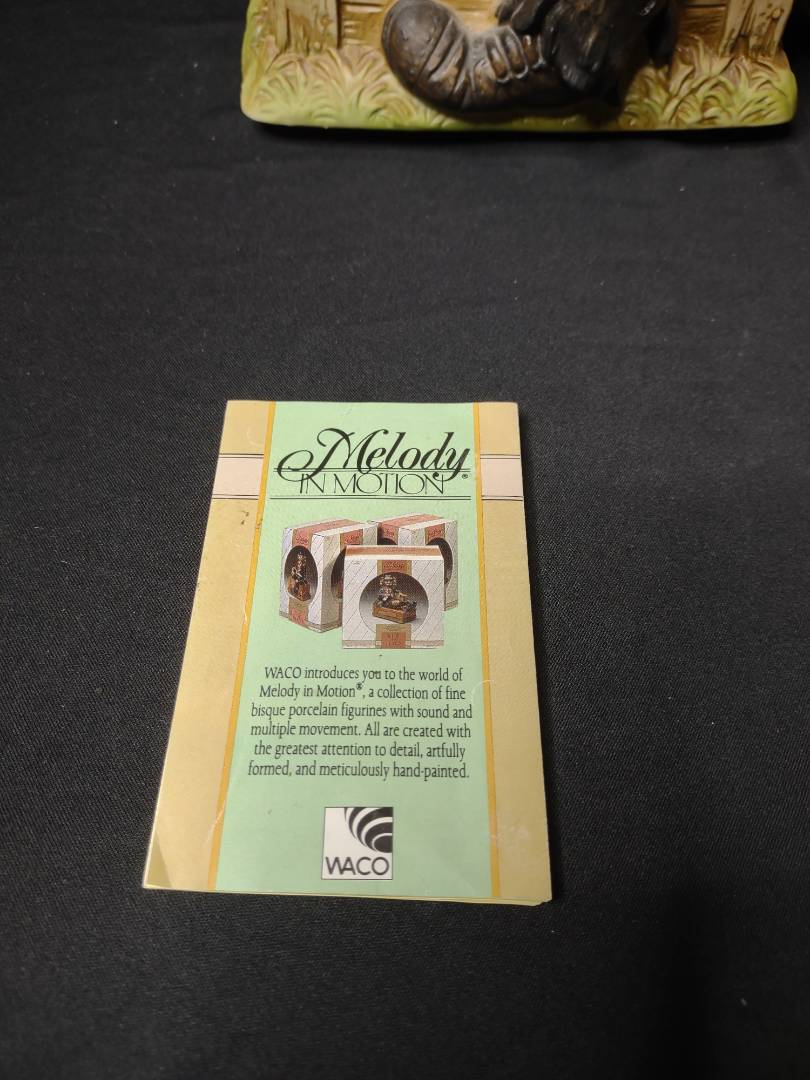 Melody®
IN MOTION
WACO introduces you to the world of
Melody in Motion®, a collection of fine
bisque porcelain figurines with sound and
multiple movement. All are created with
the greatest attention to detail, artfully
formed, and meticulously hand-painted.
WACO